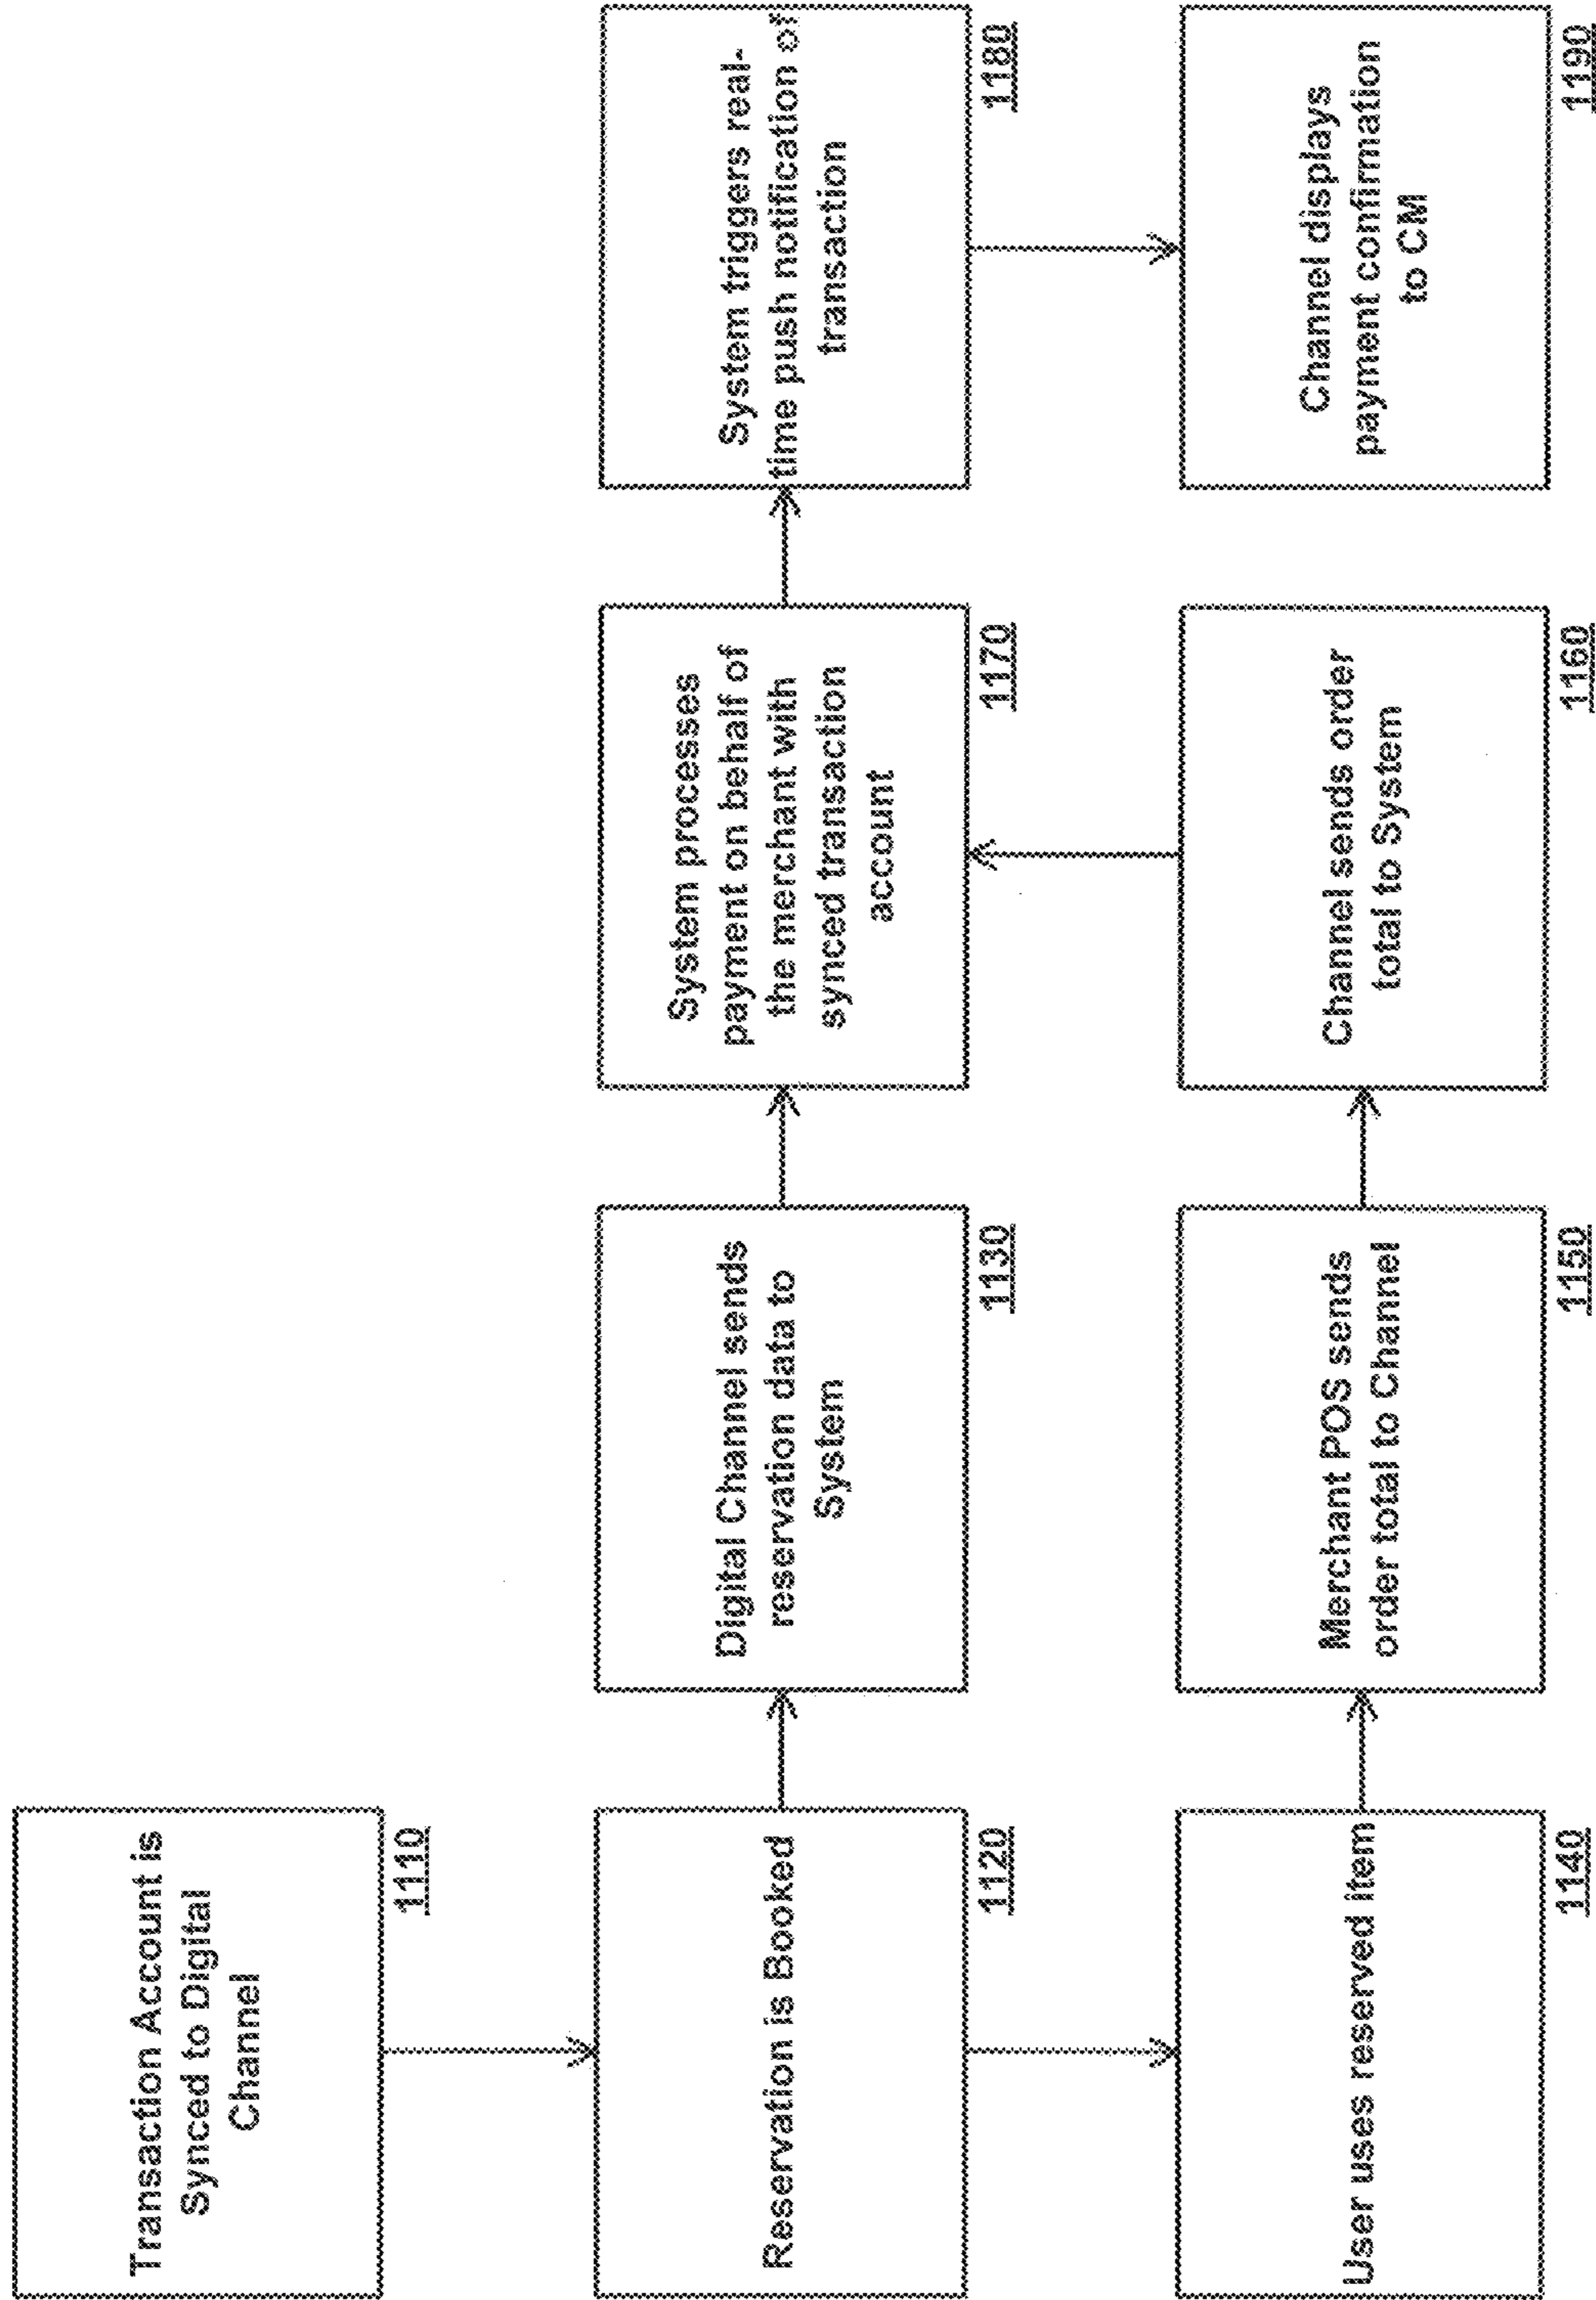 Transaction Account is
Synced to Digital
Channel
1110
Reservation is Booked
1120
Digital Channel sends
reservation data to
System
1130
System processes
payment on behalf of
the merchant with
synced transaction
account
1170
System triggers real-
time push notification of
transaction
1180
User uses reserved item
1140
Merchant POS sends
order total to Channel
1150
Channel sends order
total to System
1160
Channel displays
payment confirmation
to CM
1190